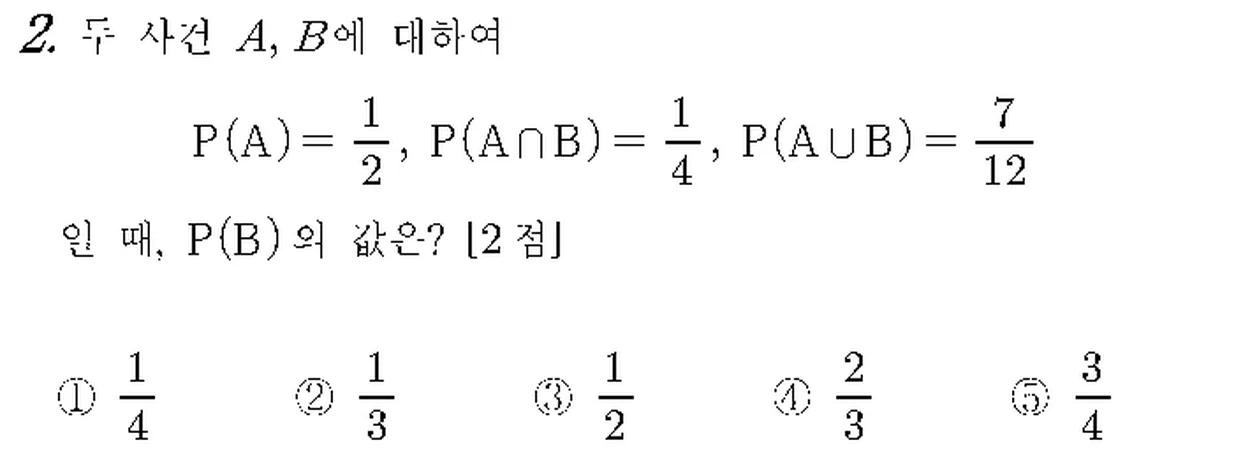 2. 두 사건 A, B에 대하여
P(A) = 1/2, P(A∩B) = 1/4, P(A∪B) = 7/12
일 때, P(B)의 값은? [2 점]
① 1/4 ② 1/3 ③ 1/2 ④ 2/3 ⑤ 3/4